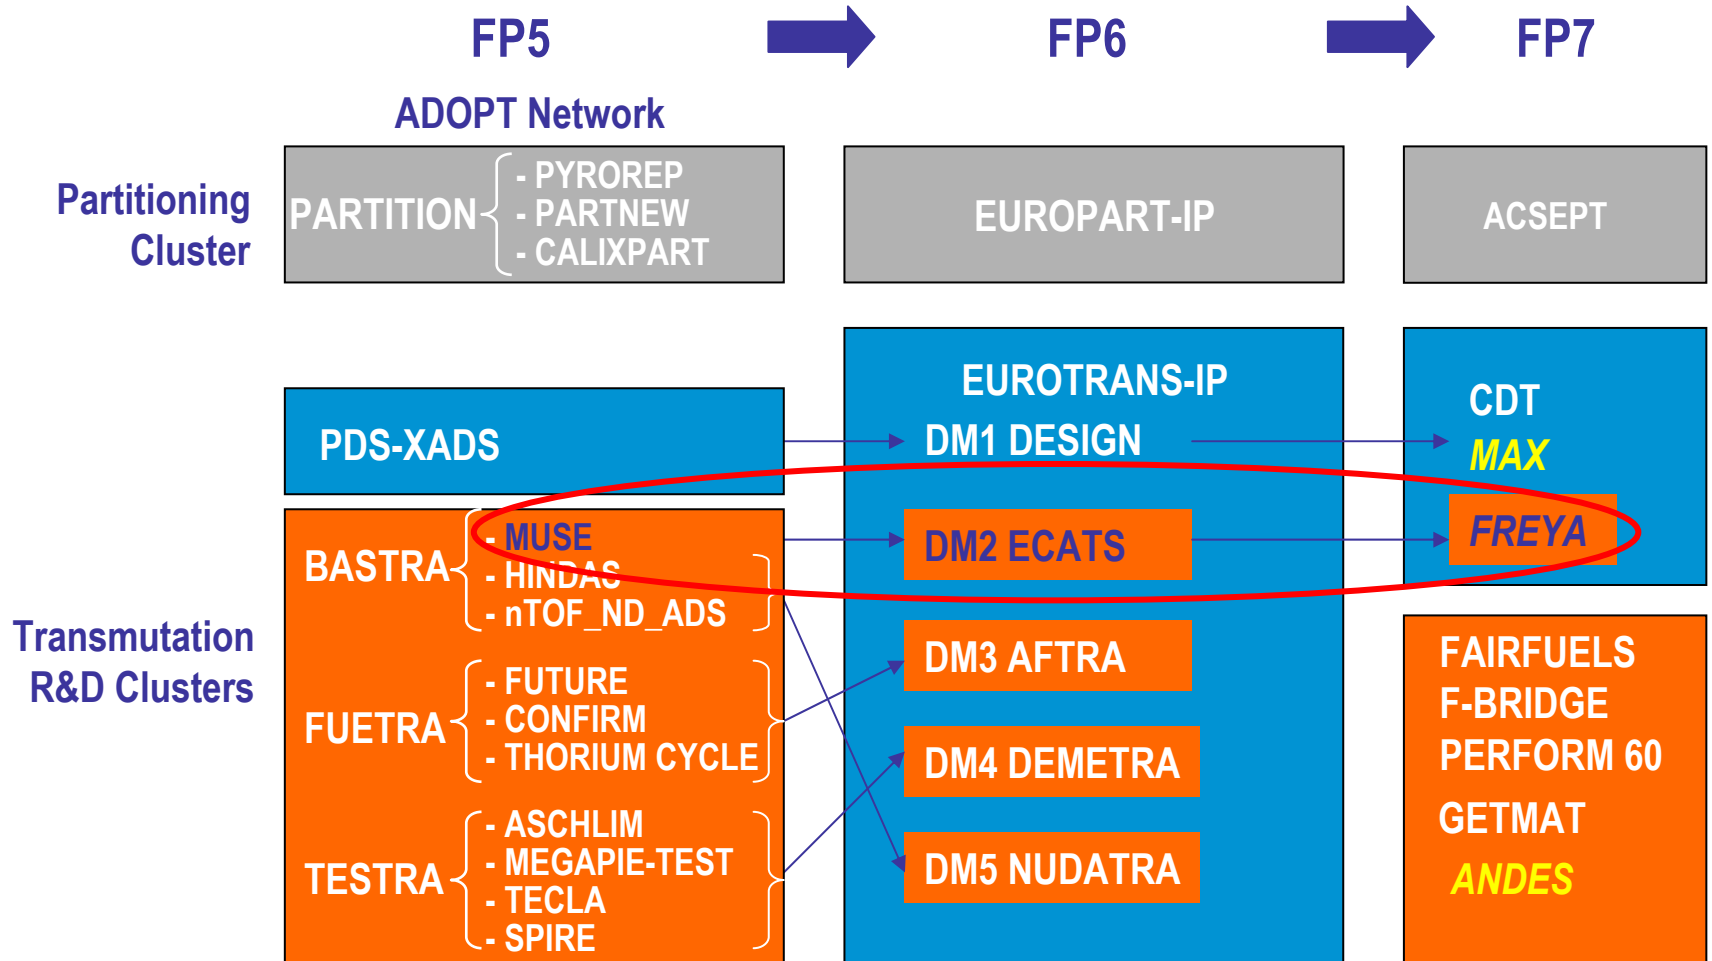 FP5
FP6
FP7
ADOPT Network
Partitioning
Cluster
PARTITION
- PYROREP
- PARTNEW
- CALIXPART
EUROPART-IP
ACSEPT
Transmutation
R&D Clusters
PDS-XADS
BASTRA
- MUSE
- HINDAS
- nTOF_ND_ADS
FUETRA
- FUTURE
- CONFIRM
- THORIUM CYCLE
TESTRA
- ASCHLIM
- MEGAPIE-TEST
- TECLA
- SPIRE
EUROTRANS-IP
DM1 DESIGN
DM2 ECATS
DM3 AFTRA
DM4 DEMETRA
DM5 NUDATRA
CDT
MAX
FREYA
FAIRFUELS
F-BRIDGE
PERFORM 60
GETMAT
ANDES